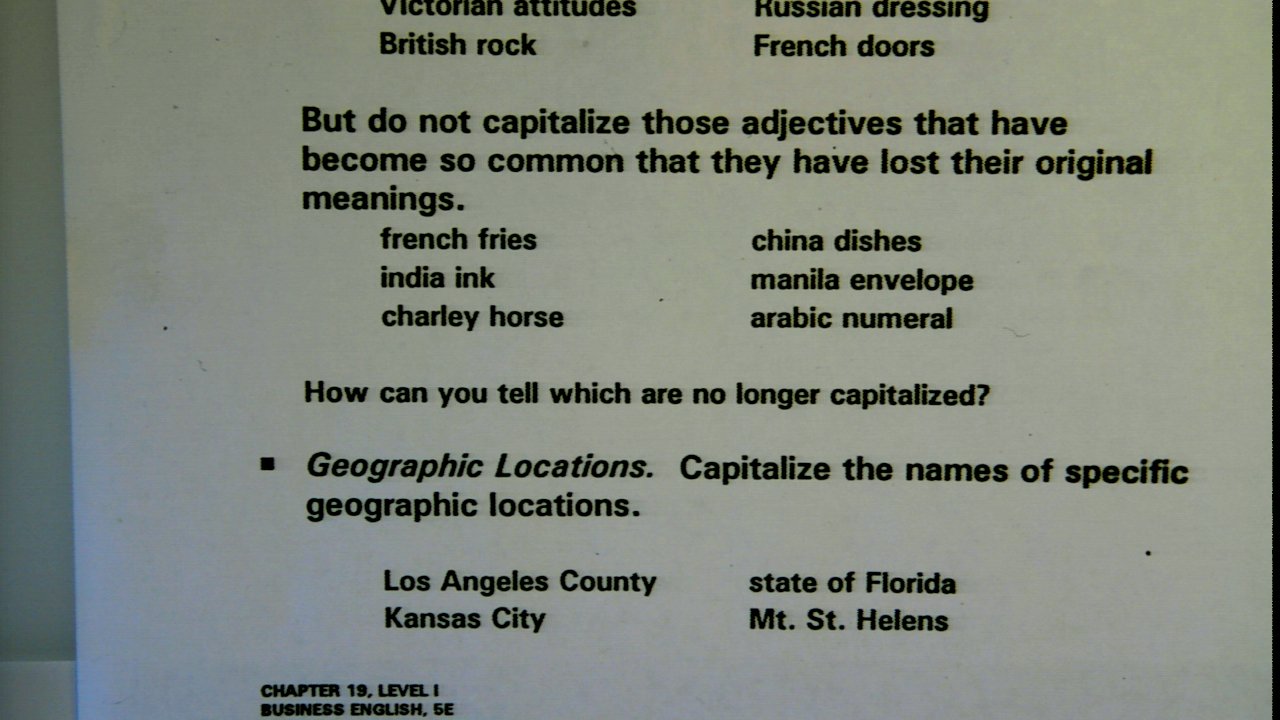 Victorian attitudes Russian dressing
British rock French doors
But do not capitalize those adjectives that have
become so common that they have lost their original
meanings.
french fries china dishes
india ink manila envelope
charley horse arabic numeral
How can you tell which are no longer capitalized?
▪ Geographic Locations. Capitalize the names of specific
geographic locations.
Los Angeles County state of Florida
Kansas City Mt. St. Helens
CHAPTER 19, LEVEL I
BUSINESS ENGLISH, 5E